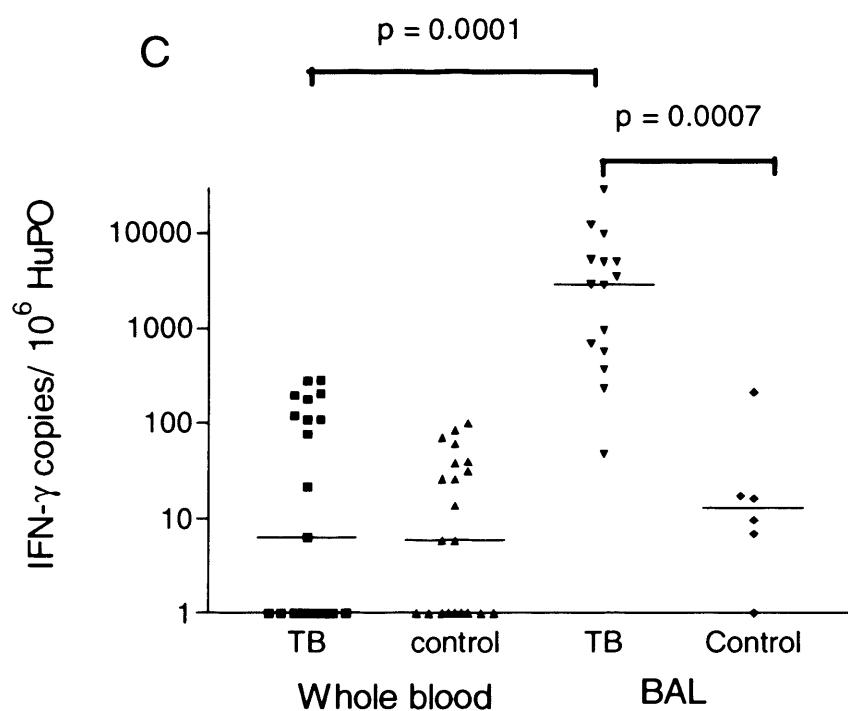 C
p = 0.0001
p = 0.0007
IFN-γ copies/ 10⁶ HuPO
10000
1000
100
10
1
TB control TB Control
Whole blood BAL